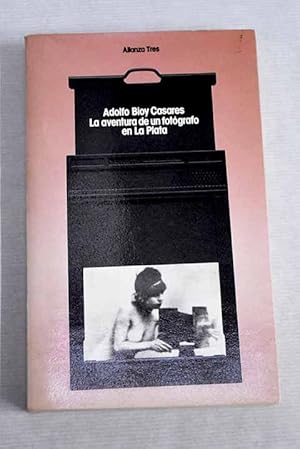 Alianza Tres
Adolfo Bioy Casares
La aventura de un fotógrafo
en La Plata